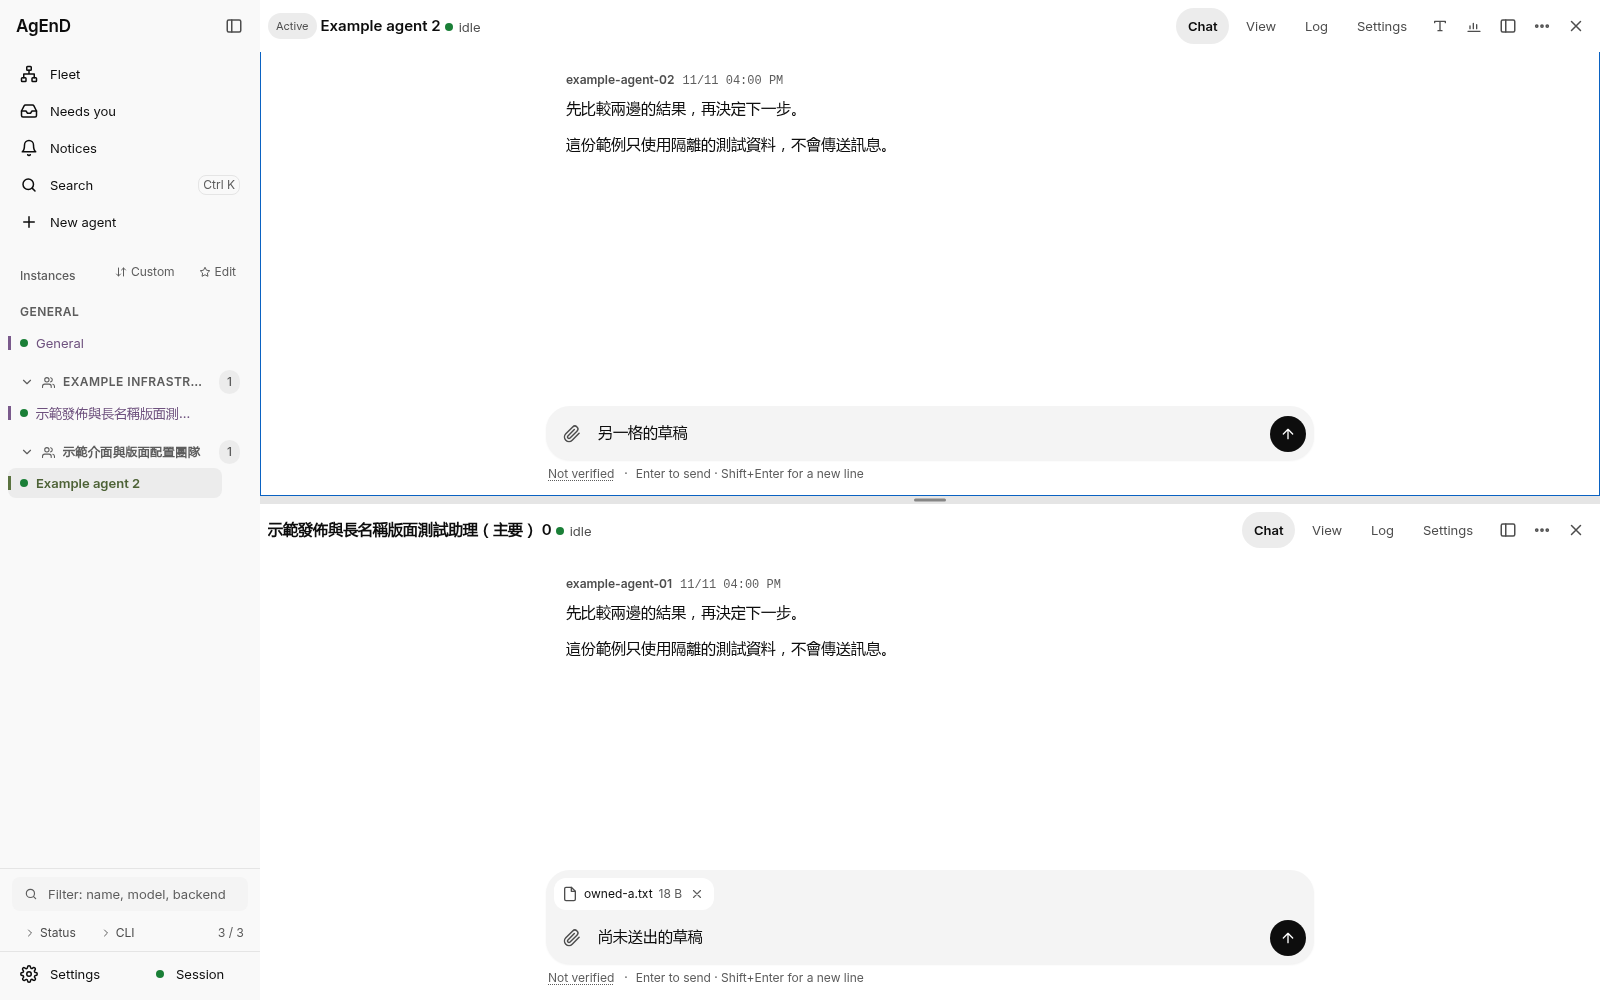 AgEnD
Fleet
Needs you
Notices
Search Ctrl K
New agent
Instances Custom Edit
GENERAL
General
EXAMPLE INFRASTR... 1
示範發佈與長名稱版面測...
示範介面與版面配置團隊 1
Example agent 2
Filter: name, model, backend
Status CLI 3 / 3
Settings Session
Active Example agent 2 idle Chat View Log Settings
example-agent-02 11/11 04:00 PM
先比較兩邊的結果，再決定下一步。
這份範例只使用隔離的測試資料，不會傳送訊息。
另一格的草稿
Not verified · Enter to send · Shift+Enter for a new line
示範發佈與長名稱版面測試助理（主要）0 idle Chat View Log Settings
example-agent-01 11/11 04:00 PM
先比較兩邊的結果，再決定下一步。
這份範例只使用隔離的測試資料，不會傳送訊息。
owned-a.txt 18 B
尚未送出的草稿
Not verified · Enter to send · Shift+Enter for a new line